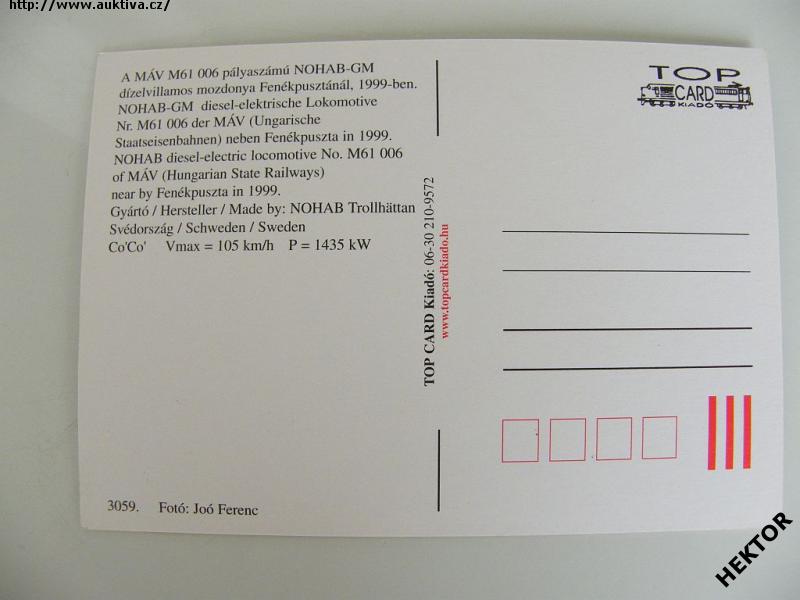 http://www.auktiva.cz/
A MÁV M61 006 pályaszámú NOHAB-GM
dízelvillamos mozdonya Fenékpusztánál, 1999-ben.
NOHAB-GM diesel-elektrische Lokomotive
Nr. M61 006 der MÁV (Ungarische
Staatseisenbahnen) neben Fenékpuszta in 1999.
NOHAB diesel-electric locomotive No. M61 006
of MÁV (Hungarian State Railways)
near by Fenékpuszta in 1999.
Gyártó / Hersteller / Made by: NOHAB Trollhättan
Svédország / Schweden / Sweden
Co'Co' Vmax = 105 km/h P = 1435 kW
3059. Fotó: Joó Ferenc
TOP CARD Kiadó: 06-30 210-9572
www.topcardkiado.hu
TOP
CARD
KIADÓ
HEKTOR